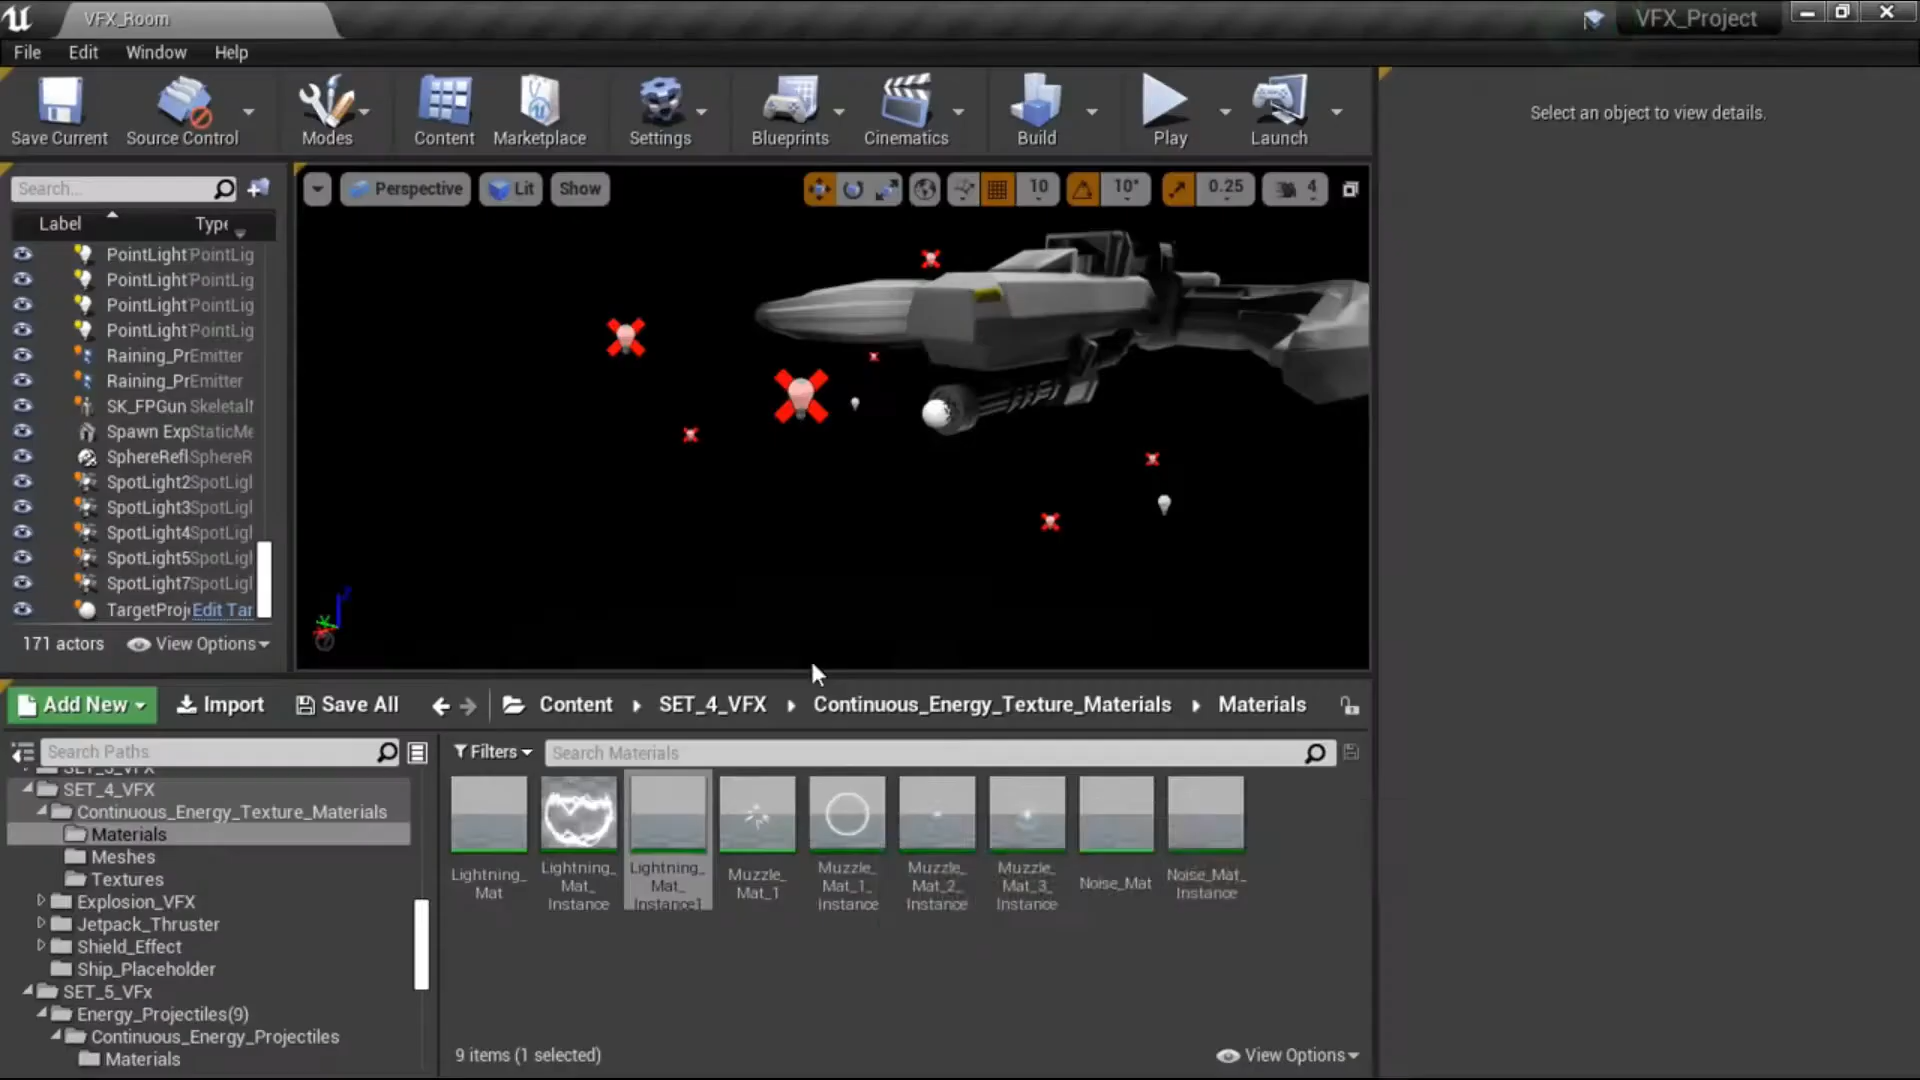 VFX_Room
VFX_Project
File Edit Window Help
Save Current
Source Control
Modes
Content
Marketplace
Settings
Blueprints
Cinematics
Build
Play
Launch
Select an object to view details.
Search...
Label Type
PointLight PointLig
PointLight PointLig
PointLight PointLig
PointLight PointLig
Raining_Pr Emitter
Raining_Pr Emitter
SK_FPGun Skeletal
Spawn Exp StaticMe
SphereRefl SphereR
SpotLight2 SpotLigl
SpotLight3 SpotLigl
SpotLight4 SpotLigl
SpotLight5 SpotLigl
SpotLight7 SpotLigl
TargetProj Edit Tar
171 actors View Options
Perspective Lit Show
10 10° 0.25 4
Add New Import Save All
Content SET_4_VFX Continuous_Energy_Texture_Materials Materials
Search Paths
SET_3_VFX
SET_4_VFX
Continuous_Energy_Texture_Materials
Materials
Meshes
Textures
Explosion_VFX
Jetpack_Thruster
Shield_Effect
Ship_Placeholder
SET_5_VFx
Energy_Projectiles(9)
Continuous_Energy_Projectiles
Materials
Filters Search Materials
Lightning_
Mat
Lightning_
Mat_
Instance
Lightning_
Mat_
Instance1
Muzzle_
Mat_1
Muzzle_
Mat_1_
Instance
Muzzle_
Mat_2_
Instance
Muzzle_
Mat_3_
Instance
Noise_Mat
Noise_Mat_
Instance
9 items (1 selected)
View Options